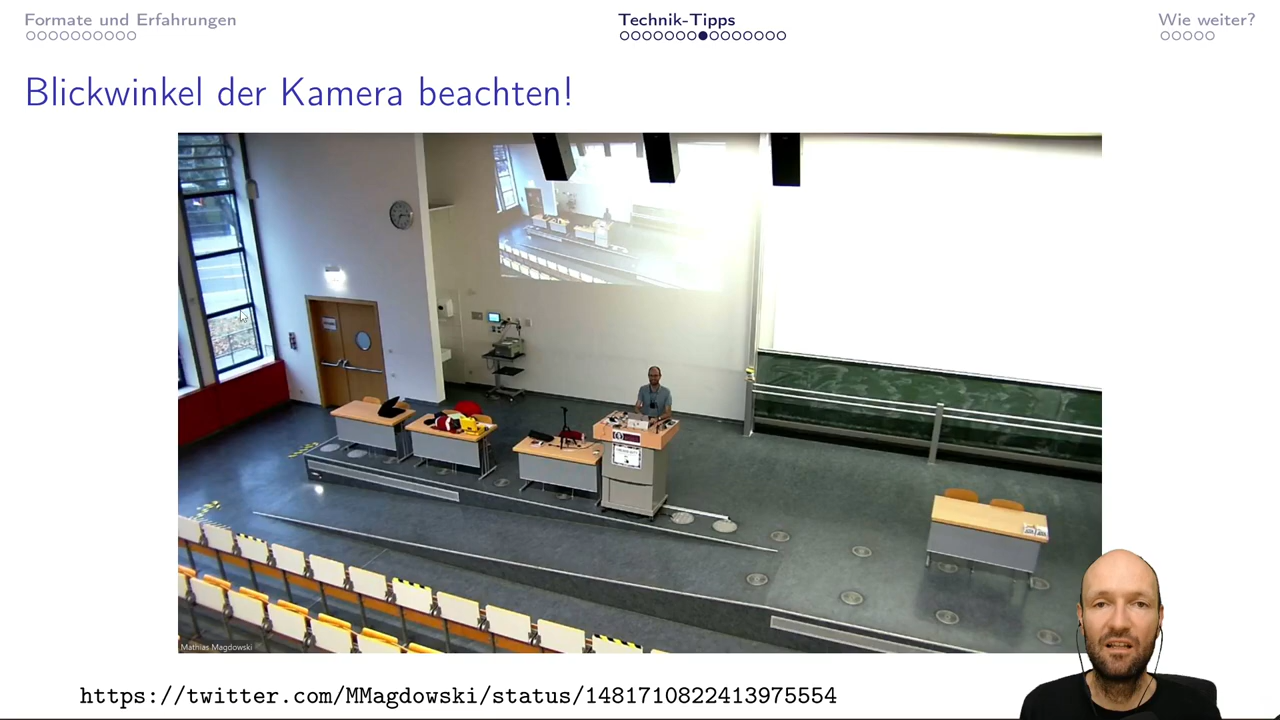 Formate und Erfahrungen
Technik-Tipps
Wie weiter?
Blickwinkel der Kamera beachten!
Mathias Magdowski
https://twitter.com/MMagdowski/status/1481710822413975554